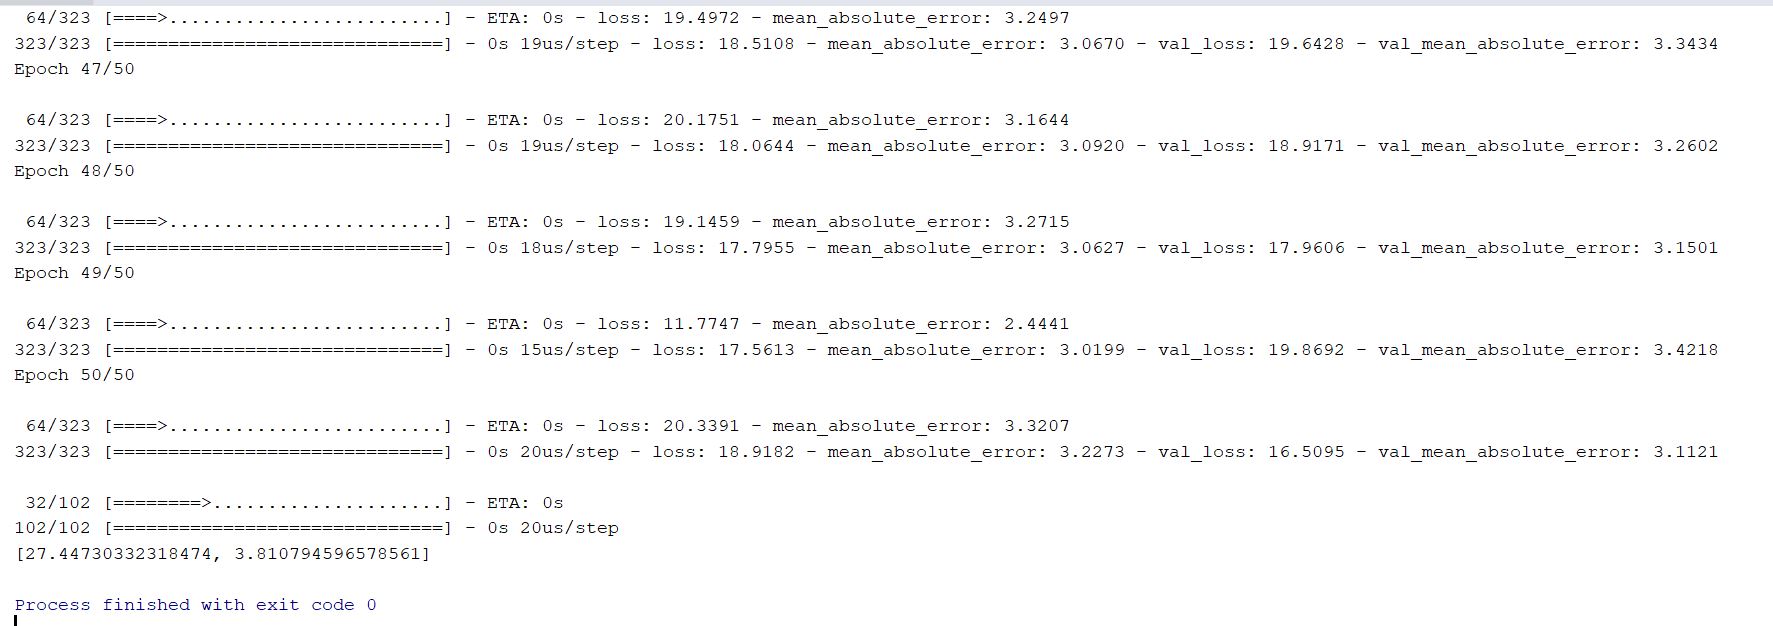 64/323 [====>.........................] - ETA: 0s - loss: 19.4972 - mean_absolute_error: 3.2497
323/323 [==============================] - 0s 19us/step - loss: 18.5108 - mean_absolute_error: 3.0670 - val_loss: 19.6428 - val_mean_absolute_error: 3.3434
Epoch 47/50
64/323 [====>.........................] - ETA: 0s - loss: 20.1751 - mean_absolute_error: 3.1644
323/323 [==============================] - 0s 19us/step - loss: 18.0644 - mean_absolute_error: 3.0920 - val_loss: 18.9171 - val_mean_absolute_error: 3.2602
Epoch 48/50
64/323 [====>.........................] - ETA: 0s - loss: 19.1459 - mean_absolute_error: 3.2715
323/323 [==============================] - 0s 18us/step - loss: 17.7955 - mean_absolute_error: 3.0627 - val_loss: 17.9606 - val_mean_absolute_error: 3.1501
Epoch 49/50
64/323 [====>.........................] - ETA: 0s - loss: 11.7747 - mean_absolute_error: 2.4441
323/323 [==============================] - 0s 15us/step - loss: 17.5613 - mean_absolute_error: 3.0199 - val_loss: 19.8692 - val_mean_absolute_error: 3.4218
Epoch 50/50
64/323 [====>.........................] - ETA: 0s - loss: 20.3391 - mean_absolute_error: 3.3207
323/323 [==============================] - 0s 20us/step - loss: 18.9182 - mean_absolute_error: 3.2273 - val_loss: 16.5095 - val_mean_absolute_error: 3.1121
32/102 [========>.....................] - ETA: 0s
102/102 [==============================] - 0s 20us/step
[27.44730332318474, 3.810794596578561]
Process finished with exit code 0